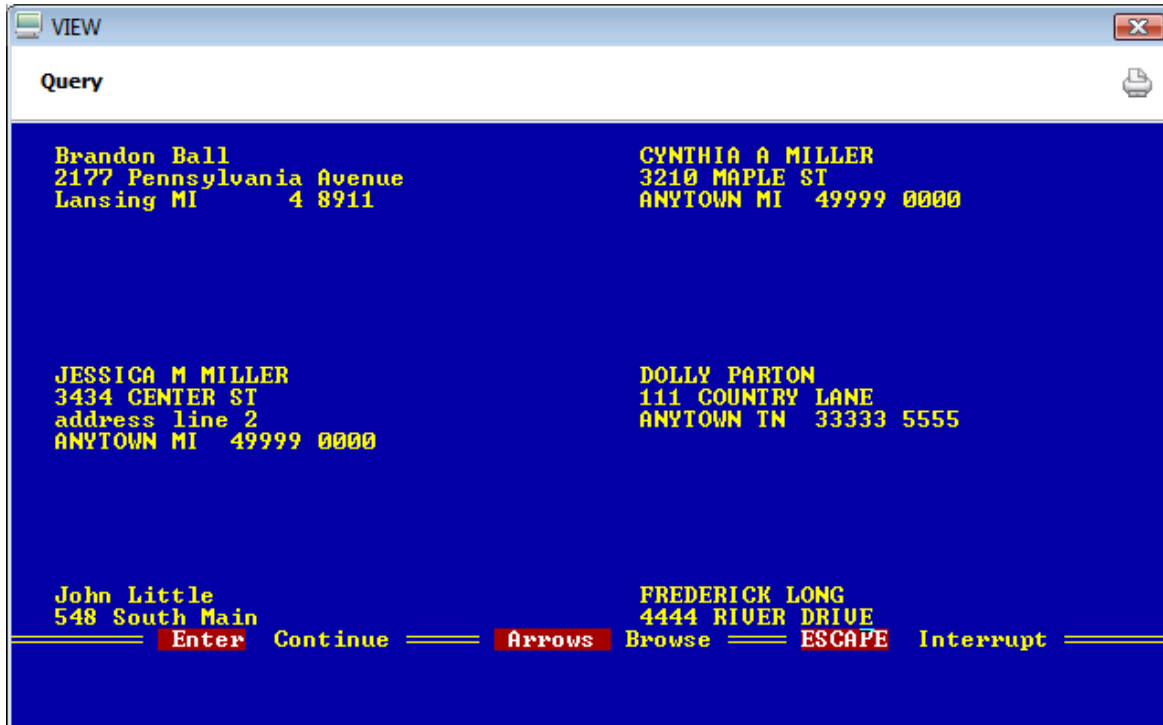 VIEW
Query
Brandon Ball
2177 Pennsylvania Avenue
Lansing MI      4 8911
CYNTHIA A MILLER
3210 MAPLE ST
ANYTOWN MI  49999 0000
JESSICA M MILLER
3434 CENTER ST
address line 2
ANYTOWN MI  49999 0000
DOLLY PARTON
111 COUNTRY LANE
ANYTOWN TN  33333 5555
John Little
548 South Main
FREDERICK LONG
4444 RIVER DRIVE
Enter  Continue  Arrows  Browse  ESCAPE  Interrupt